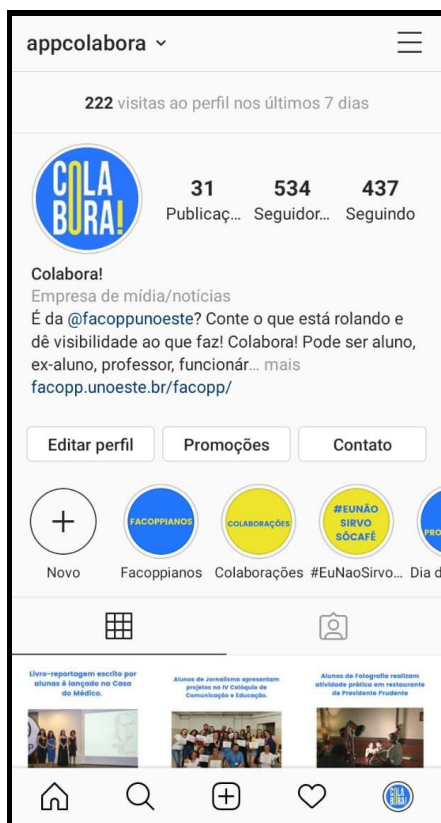 appcolabora
222 visitas ao perfil nos últimos 7 dias
COLA
BORA!
31 534 437
Publicaç... Seguidor... Seguindo
Colabora!
Empresa de mídia/notícias
É da @facoppunoeste? Conte o que está rolando e
dê visibilidade ao que faz! Colabora! Pode ser aluno,
ex-aluno, professor, funcionár... mais
facopp.unoeste.br/facopp/
Editar perfil Promoções Contato
FACOPPIANOS COLABORAÇÕES #EUNÃO
SIRVO
SÓCAFÉ
PRO
Novo Facoppianos Colaborações #EuNaoSirvo... Dia d
Livro-reportagem escrito por
alunas é lançado na Casa
do Médico.
Alunos de Jornalismo apresentam
projetos no IV Colóquio de
Comunicação e Educação.
Alunos de Fotografia realizam
atividade prática em restaurante
de Presidente Prudente
COLA
BORA!